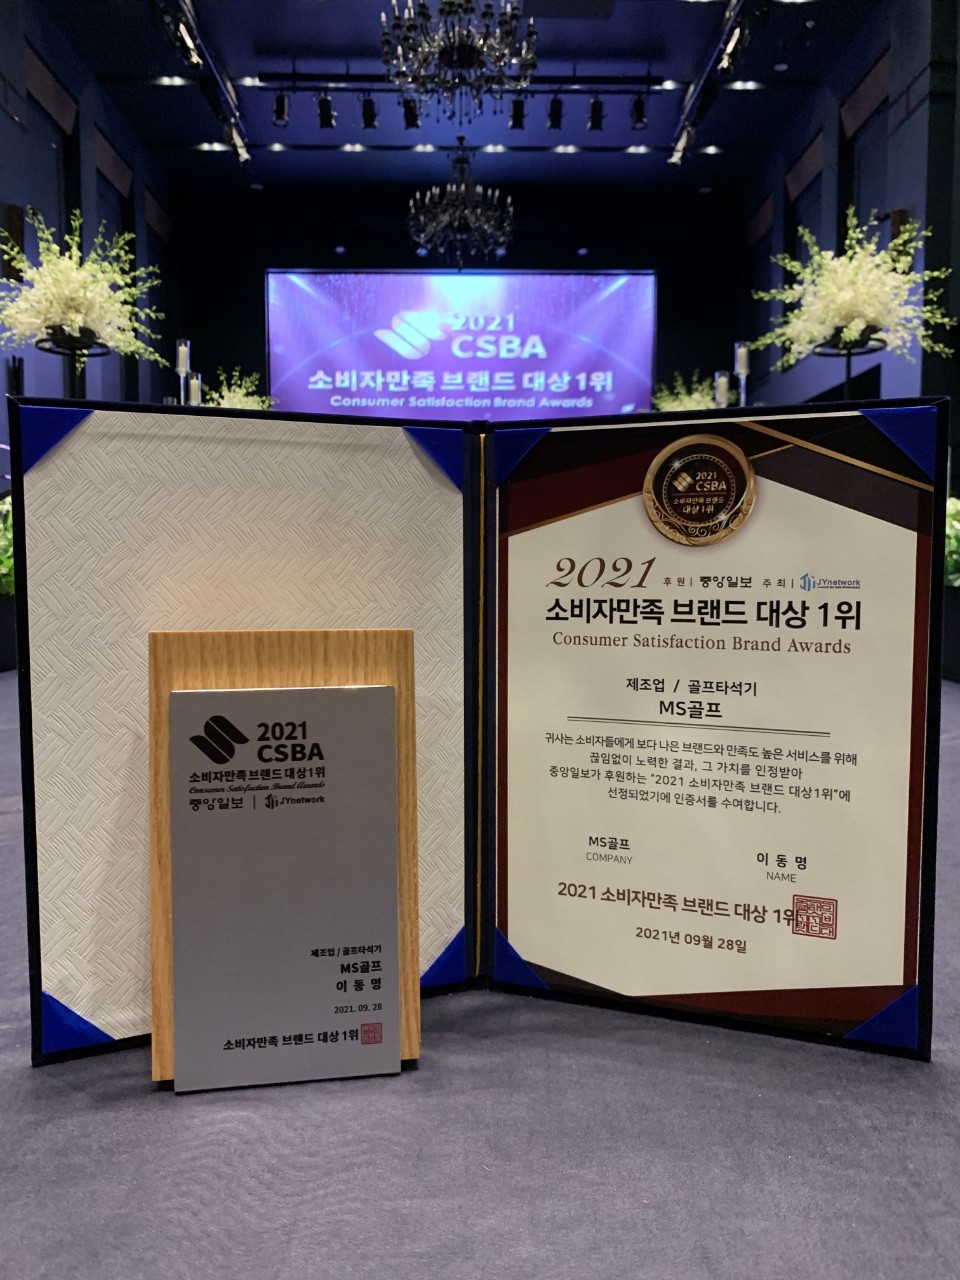 2021
CSBA
소비자만족 브랜드 대상 1위
Consumer Satisfaction Brand Awards
2021
CSBA
소비자만족 브랜드
대상 1위
2021 후원 | 중앙일보 주최 | JYnetwork
소비자만족 브랜드 대상 1위
Consumer Satisfaction Brand Awards
제조업 / 골프타석기
MS골프
귀사는 소비자들에게 보다 나은 브랜드와 만족도 높은 서비스를 위해
끊임없이 노력한 결과, 그 가치를 인정받아
중앙일보가 후원하는 "2021 소비자만족 브랜드 대상1위"에
선정되었기에 인증서를 수여합니다.
MS골프
COMPANY
이 동 명
NAME
2021 소비자만족 브랜드 대상 1위
2021년 09월 28일
2021
CSBA
소비자만족 브랜드 대상 1위
Consumer Satisfaction Brand Awards
중앙일보 | JYnetwork
제조업 / 골프타석기
MS골프
이 동 명
2021. 09. 28
소비자만족 브랜드 대상 1위